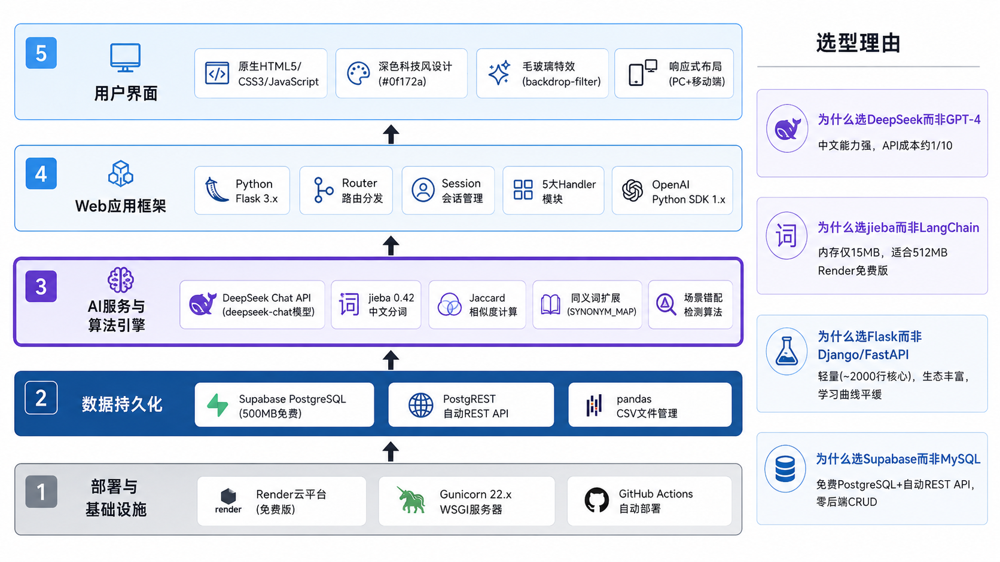 5
用户界面
原生HTML5/
CSS3/JavaScript
深色科技风设计
(#0f172a)
毛玻璃特效
(backdrop-filter)
响应式布局
(PC+移动端)
4
Web应用框架
Python
Flask 3.x
Router
路由分发
Session
会话管理
5大Handler
模块
OpenAI
Python SDK 1.x
3
AI服务与
算法引擎
DeepSeek Chat API
(deepseek-chat模型)
词
jieba 0.42
中文分词
Jaccard
相似度计算
同义词扩展
(SYNONYM_MAP)
场景错配
检测算法
2
数据持久化
Supabase PostgreSQL
(500MB免费)
PostgREST
自动REST API
pandas
CSV文件管理
1
部署与
基础设施
render
Render云平台
(免费版)
Gunicorn 22.x
WSGI服务器
GitHub Actions
自动部署
选型理由
为什么选DeepSeek而非GPT-4
中文能力强，API成本约1/10
词
为什么选jieba而非LangChain
内存仅15MB，适合512MB
Render免费版
为什么选Flask而非
Django/FastAPI
轻量(~2000行核心)，生态丰富，
学习曲线平缓
为什么选Supabase而非MySQL
免费PostgreSQL+自动REST API，
零后端CRUD